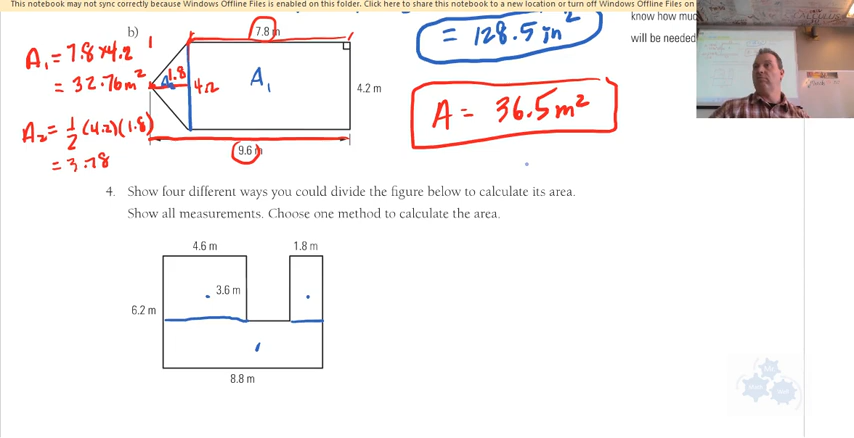 This notebook may not sync correctly because Windows Offline Files is enabled on this folder. Click here to share this notebook to a new location or turn off Windows Offline Files on
b)
7.8 m
A₁ = 7.8 x 4.2
= 32.76 m²
1.8
4.2
A₁
4.2 m
A₂ = 1/2 (4.2)(1.8)
= 3.78
9.6 m
= 128.5 in²
A = 36.5 m²
know how muc
will be needed
4. Show four different ways you could divide the figure below to calculate its area.
Show all measurements. Choose one method to calculate the area.
4.6 m
1.8 m
3.6 m
6.2 m
8.8 m